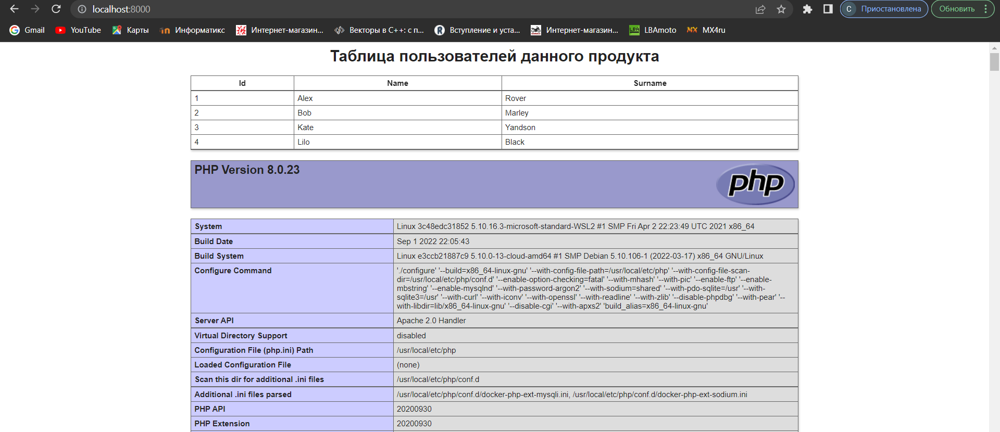 localhost:8000
С Приостановлена
Обновить
Gmail YouTube Карты Информатикс Интернет-магазин... Векторы в C++: с п... Вступление и уста... Интернет-магазин... LBAmoto MX4ru
Таблица пользователей данного продукта
Id Name Surname
1 Alex Rover
2 Bob Marley
3 Kate Yandson
4 Lilo Black
PHP Version 8.0.23
php
System Linux 3c48edc31852 5.10.16.3-microsoft-standard-WSL2 #1 SMP Fri Apr 2 22:23:49 UTC 2021 x86_64
Build Date Sep 1 2022 22:05:43
Build System Linux e3ccb21887c9 5.10.0-13-cloud-amd64 #1 SMP Debian 5.10.106-1 (2022-03-17) x86_64 GNU/Linux
Configure Command './configure' '--build=x86_64-linux-gnu' '--with-config-file-path=/usr/local/etc/php' '--with-config-file-scan-
dir=/usr/local/etc/php/conf.d' '--enable-option-checking=fatal' '--with-mhash' '--with-pic' '--enable-ftp' '--enable-
mbstring' '--enable-mysqlnd' '--with-password-argon2' '--with-sodium=shared' '--with-pdo-sqlite=/usr' '--with-
sqlite3=/usr' '--with-curl' '--with-iconv' '--with-openssl' '--with-readline' '--with-zlib' '--disable-phpdbg' '--with-pear' '--
with-libdir=lib/x86_64-linux-gnu' '--disable-cgi' '--with-apxs2' 'build_alias=x86_64-linux-gnu'
Server API Apache 2.0 Handler
Virtual Directory Support disabled
Configuration File (php.ini) Path /usr/local/etc/php
Loaded Configuration File (none)
Scan this dir for additional .ini files /usr/local/etc/php/conf.d
Additional .ini files parsed /usr/local/etc/php/conf.d/docker-php-ext-mysqli.ini, /usr/local/etc/php/conf.d/docker-php-ext-sodium.ini
PHP API 20200930
PHP Extension 20200930